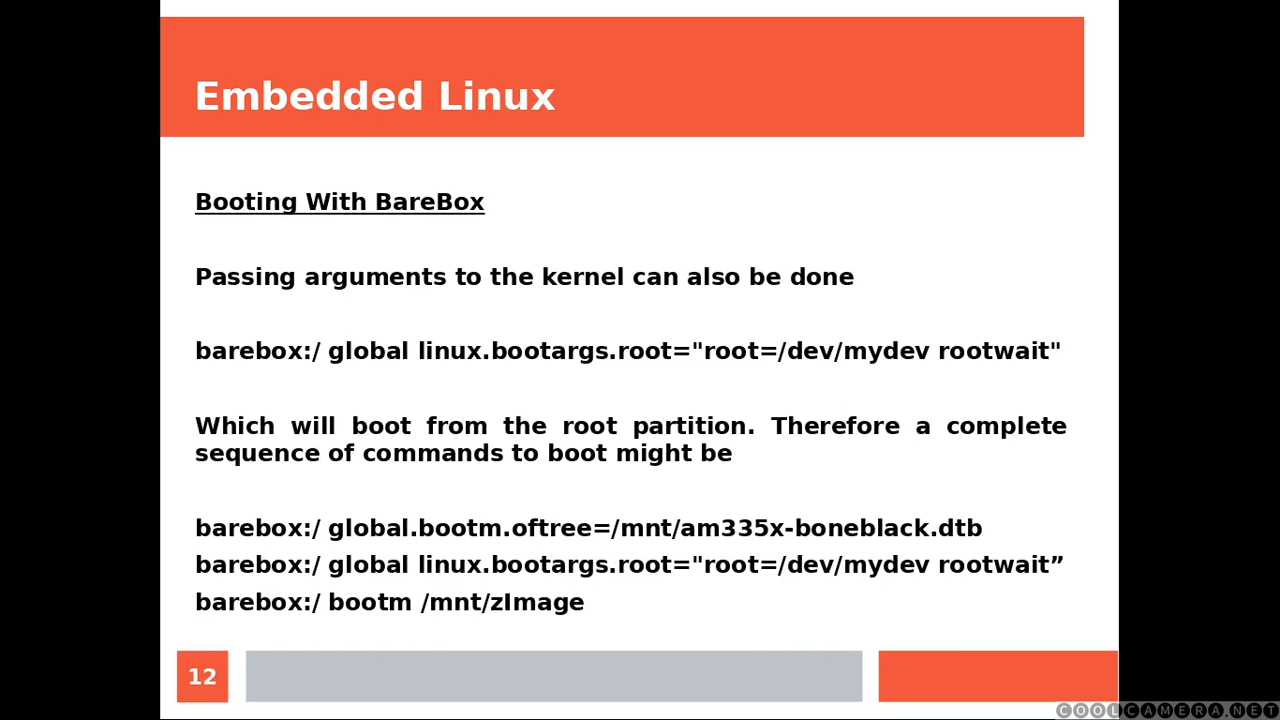 Embedded Linux
Booting With BareBox
Passing arguments to the kernel can also be done
barebox:/ global linux.bootargs.root="root=/dev/mydev rootwait"
Which will boot from the root partition. Therefore a complete
sequence of commands to boot might be
barebox:/ global.bootm.oftree=/mnt/am335x-boneblack.dtb
barebox:/ global linux.bootargs.root="root=/dev/mydev rootwait”
barebox:/ bootm /mnt/zImage
12
COOLCAMERA.NET